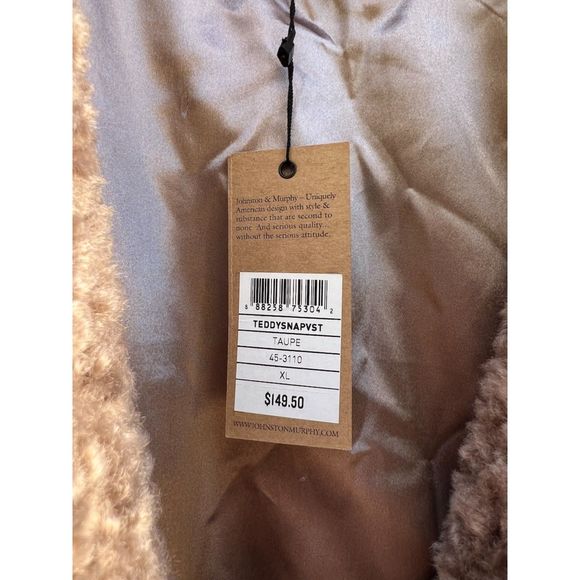 Johnston & Murphy – Uniquely
American design with style &
substance that are second to
none. And serious quality...
without the serious attitude.
6 88258 75304 2
TEDDYSNAPVST
TAUPE
45-3110
XL
$149.50
WWW.JOHNSTONMURPHY.COM